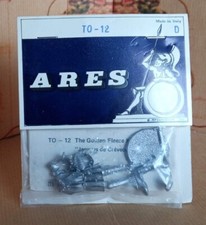 Made in Italy
TO-12
D
ARES
TO - 12 The Golden Fleece